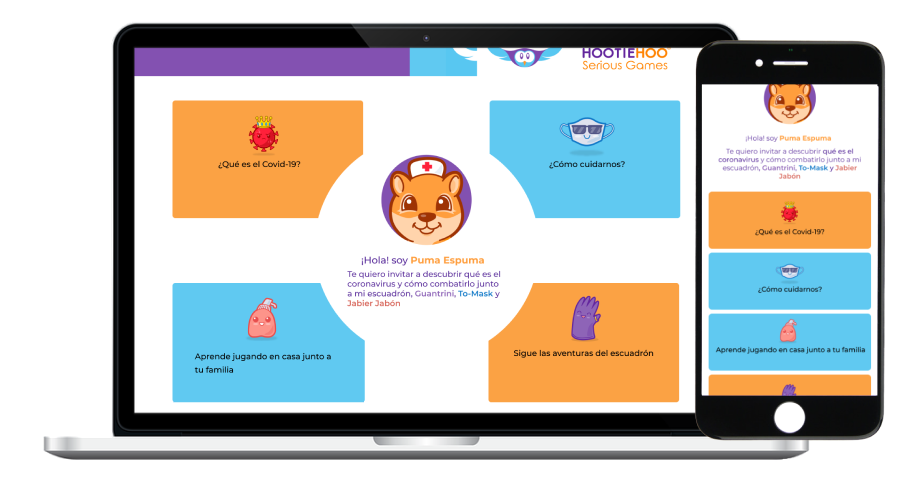 HOOTIEHOO
Serious Games
¿Qué es el Covid-19?
¿Cómo cuidarnos?
¡Hola! soy Puma Espuma
Te quiero invitar a descubrir qué es el
coronavirus y cómo combatirlo junto
a mi escuadrón, Guantrini, To-Mask y
Jabier Jabón
Aprende jugando en casa junto a
tu familia
Sigue las aventuras del escuadrón
¡Hola! soy Puma Espuma
Te quiero invitar a descubrir qué es el
coronavirus y cómo combatirlo junto a mi
escuadrón, Guantrini, To-Mask y Jabier
Jabón
¿Qué es el Covid-19?
¿Cómo cuidarnos?
Aprende jugando en casa junto a tu familia